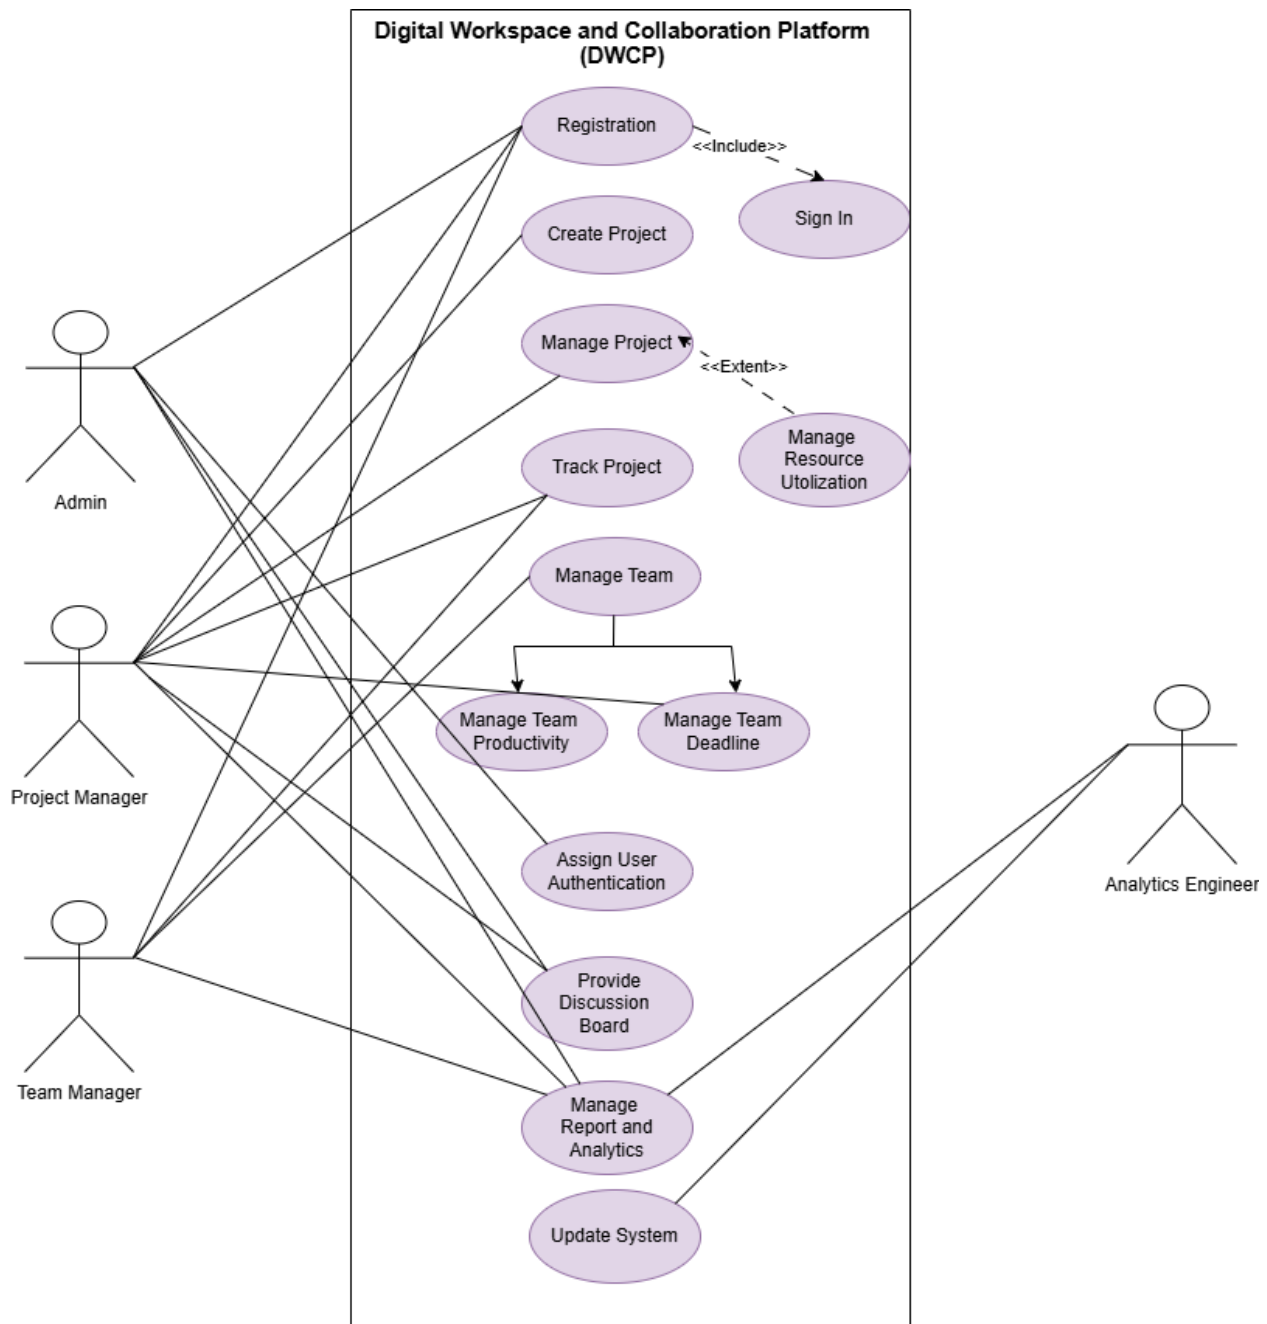 Digital Workspace and Collaboration Platform
(DWCP)
Registration
<<Include>>
Sign In
Create Project
Manage Project
<<Extent>>
Manage
Resource
Utolization
Track Project
Admin
Manage Team
Manage Team
Productivity
Manage Team
Deadline
Project Manager
Assign User
Authentication
Analytics Engineer
Provide
Discussion
Board
Team Manager
Manage
Report and
Analytics
Update System